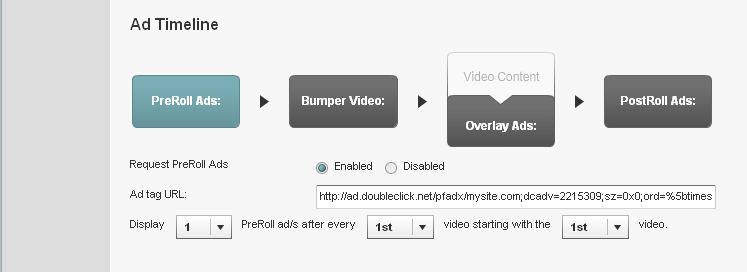 Ad Timeline
PreRoll Ads:
Bumper Video:
Video Content
Overlay Ads:
PostRoll Ads:
Request PreRoll Ads Enabled Disabled
Ad tag URL: http://ad.doubleclick.net/pfadx/mysite.com;dcadv=2215309;sz=0x0;ord=%5btimes
Display 1 PreRoll ad/s after every 1st video starting with the 1st video.